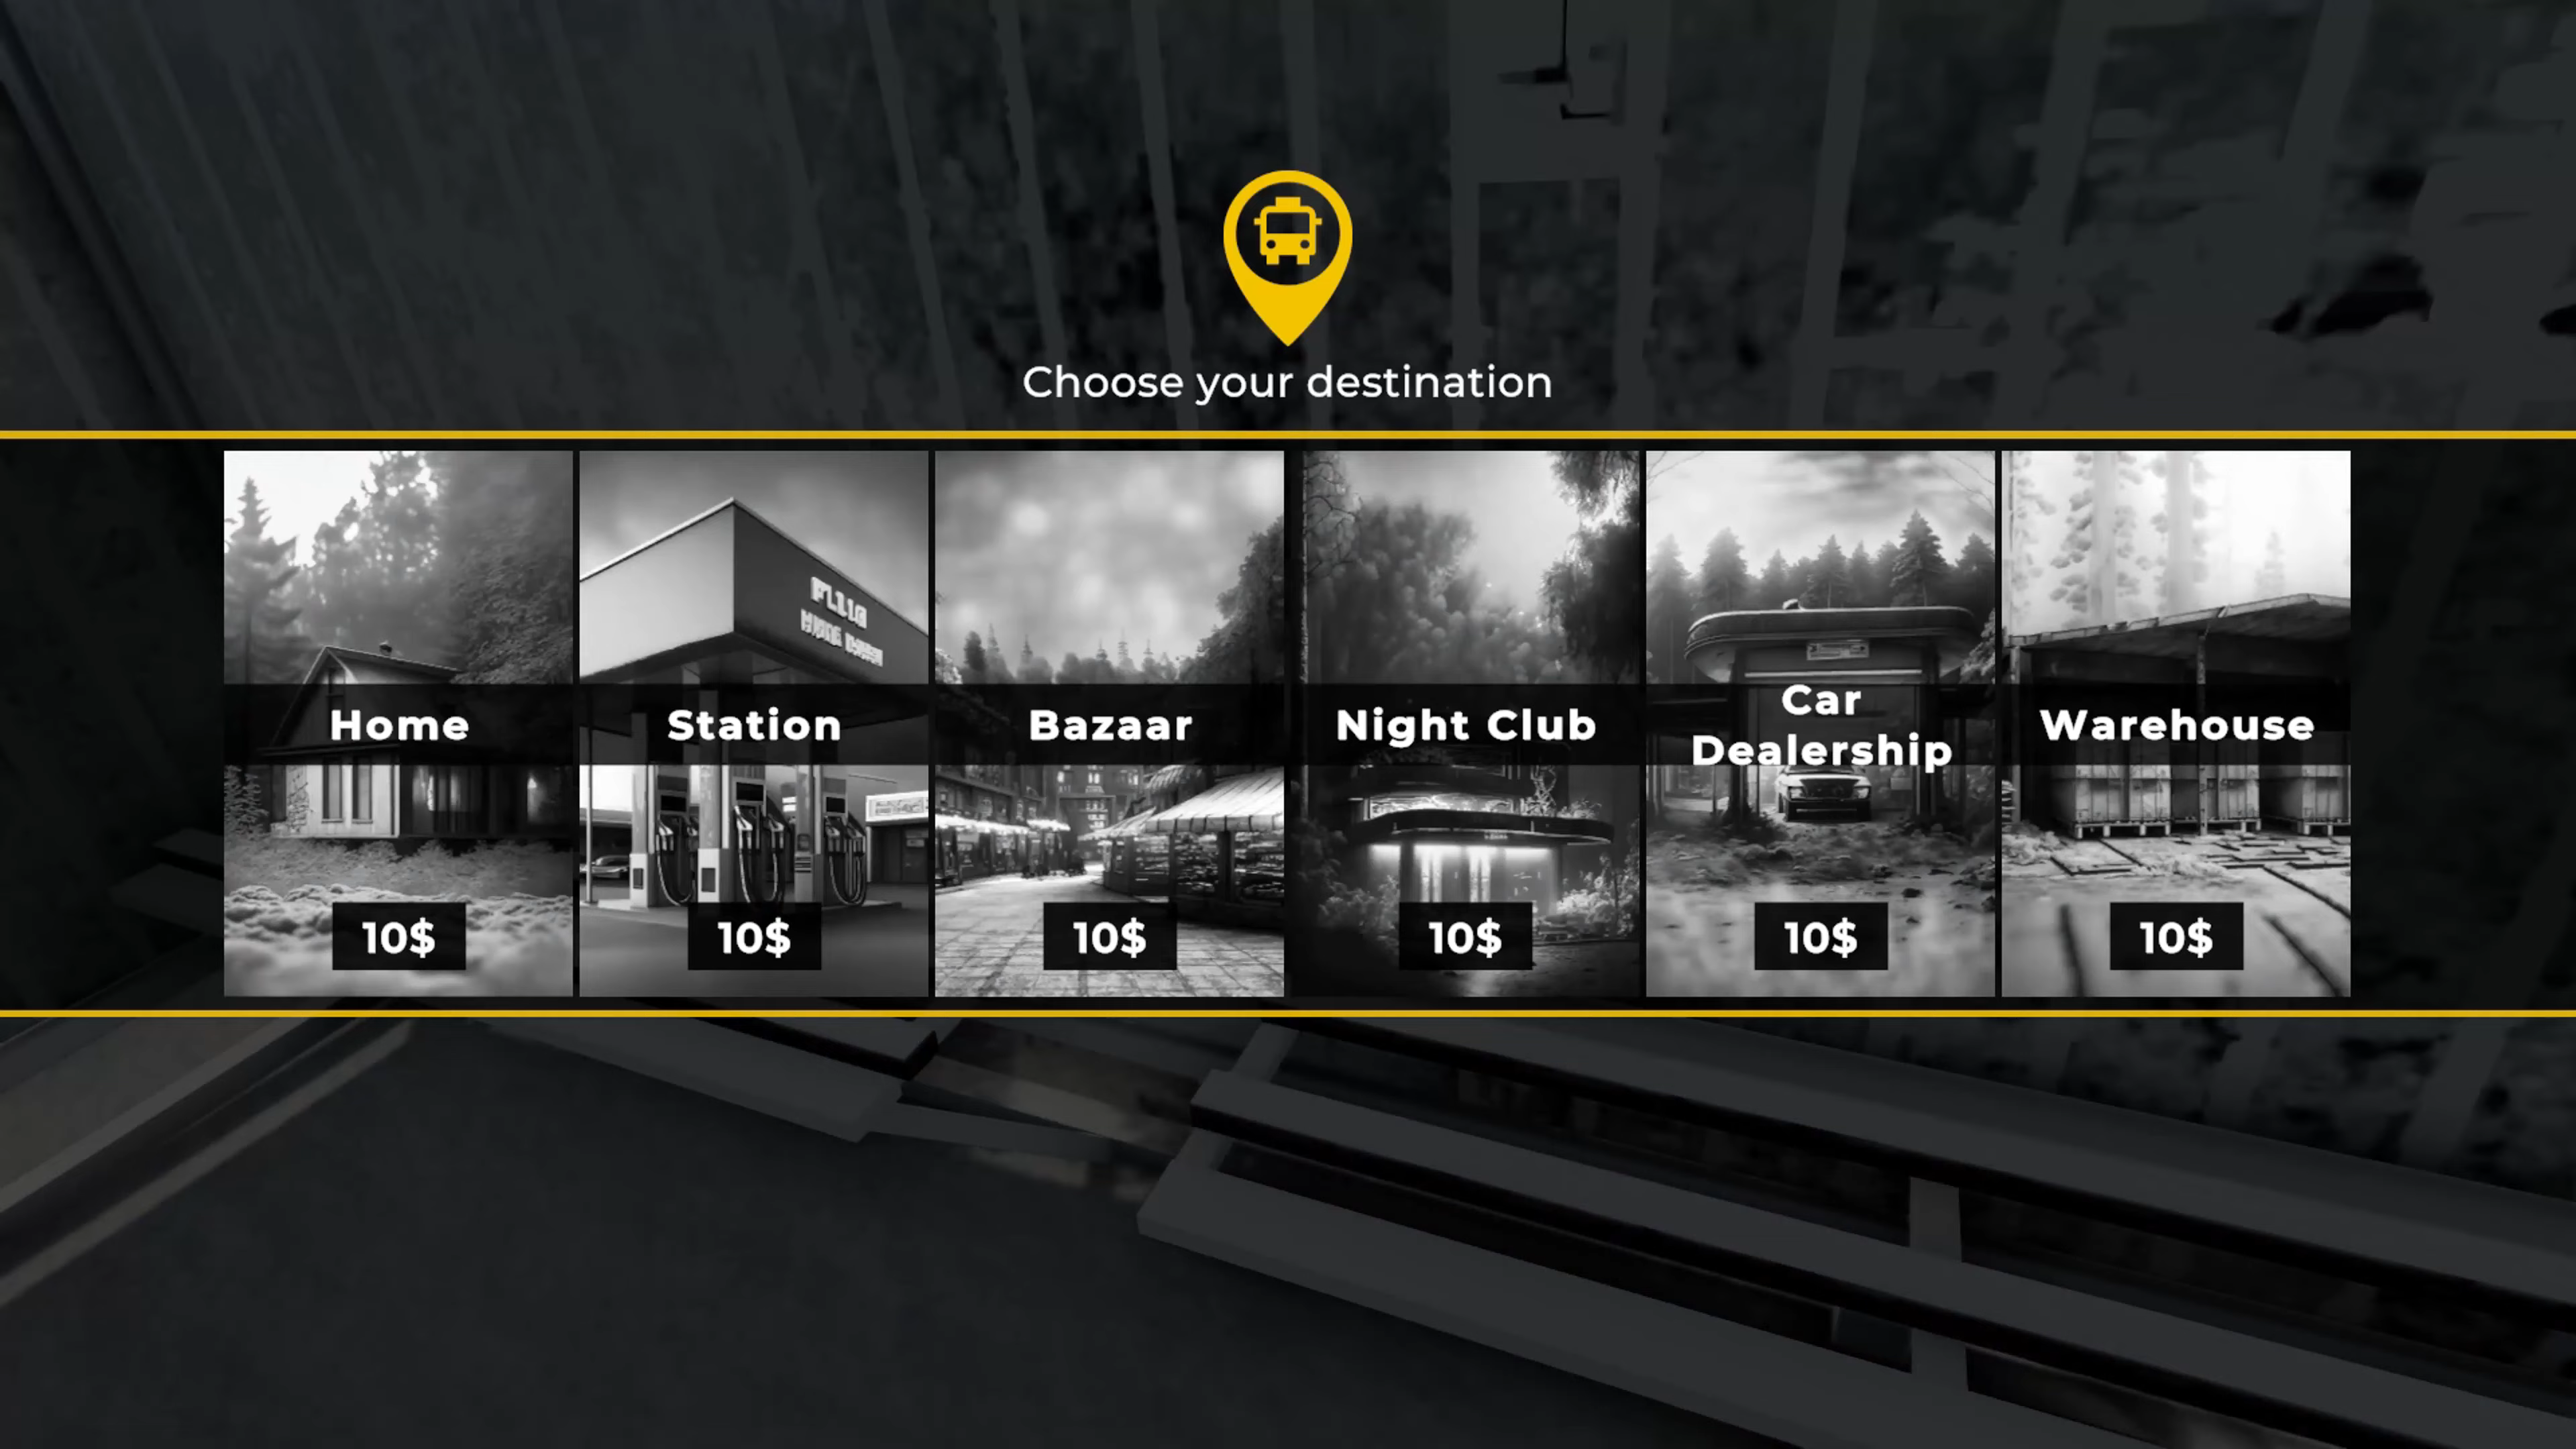 Choose your destination
Home
Station
Bazaar
Night Club
Car
Dealership
Warehouse
10$
10$
10$
10$
10$
10$